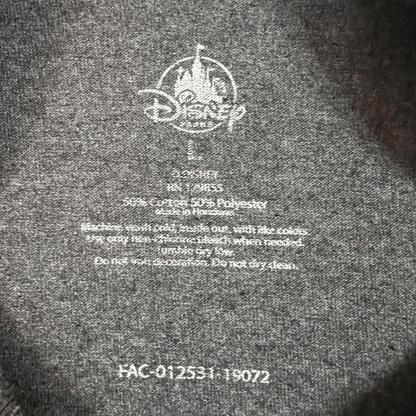 Disney
PARKS
L
© DISNEY
RN 129855
50% Cotton 50% Polyester
Made in Honduras
Machine wash cold, inside out, with like colors.
Use only non-chlorine bleach when needed.
Tumble dry low.
Do not iron decoration. Do not dry clean.
FAC-012531-19072